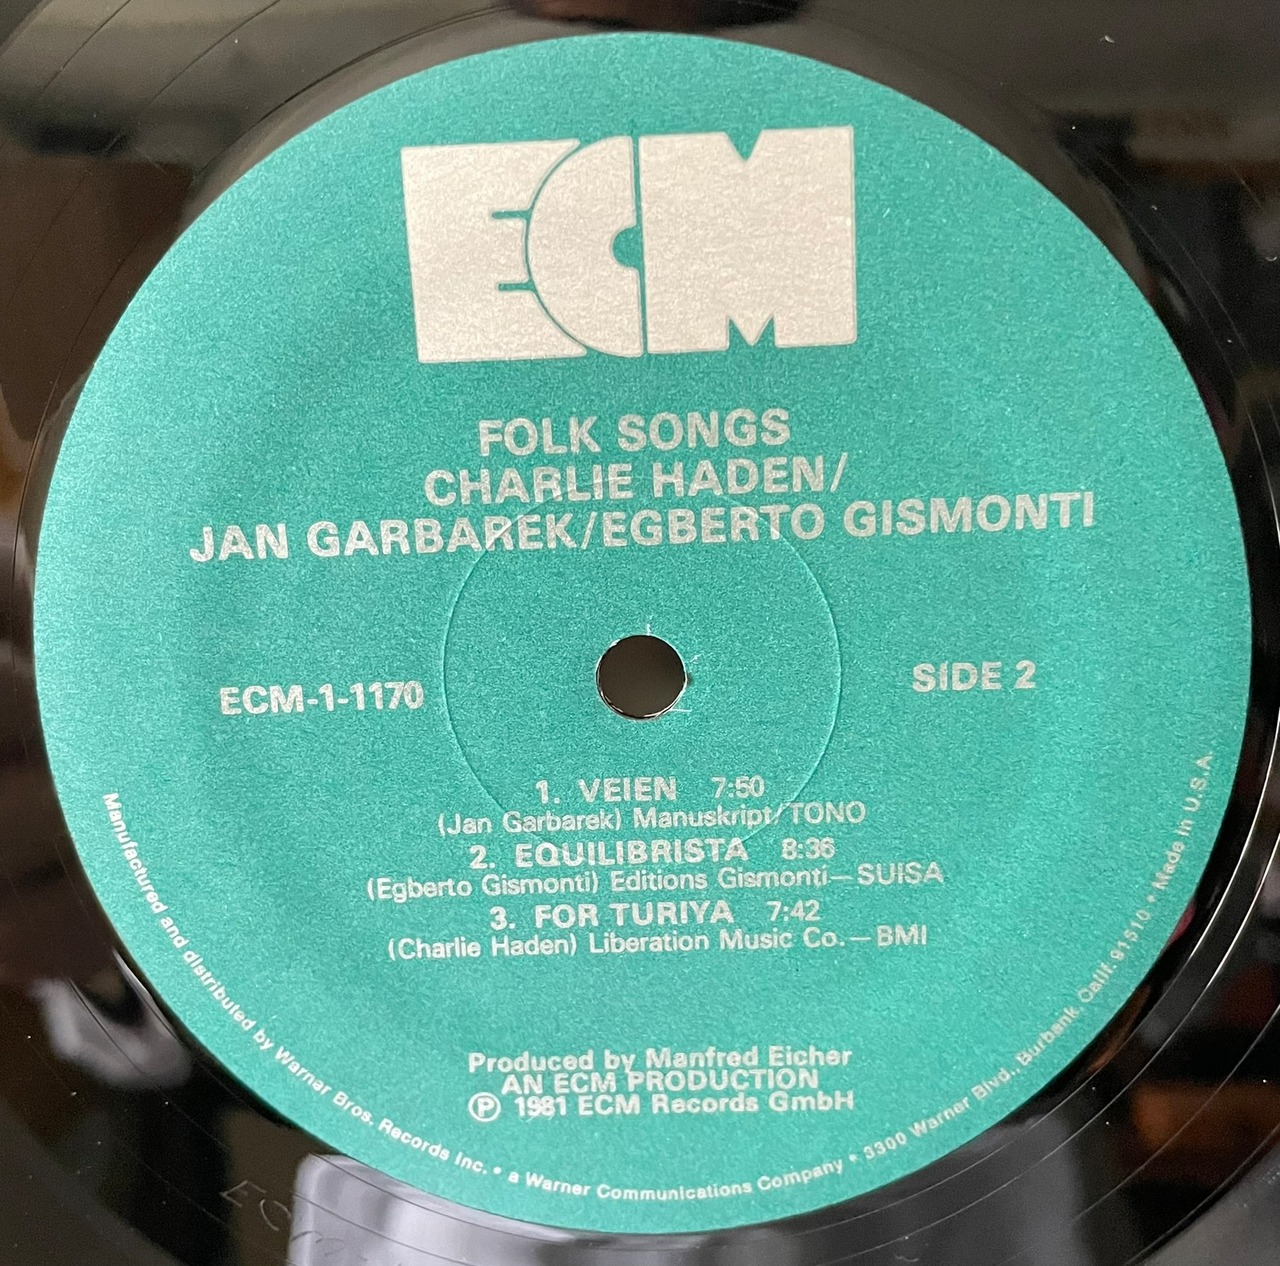 ECM
FOLK SONGS
CHARLIE HADEN/
JAN GARBAREK/EGBERTO GISMONTI
ECM-1-1170
SIDE 2
1. VEIEN 7:50
(Jan Garbarek) Manuskript/TONO
2. EQUILIBRISTA 8:36
(Egberto Gismonti) Editions Gismonti—SUISA
3. FOR TURIYA 7:42
(Charlie Haden) Liberation Music Co.—BMI
Produced by Manfred Eicher
AN ECM PRODUCTION
℗ 1981 ECM Records GmbH
Manufactured and distributed by Warner Bros. Records Inc. • a Warner Communications Company • 3300 Warner Blvd., Burbank, Calif. 91510 • Made in U.S.A.